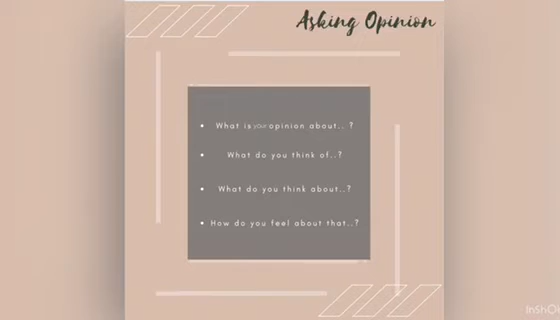 Asking Opinion
• What is your opinion about.. ?
• What do you think of..?
• What do you think about..?
• How do you feel about that..?